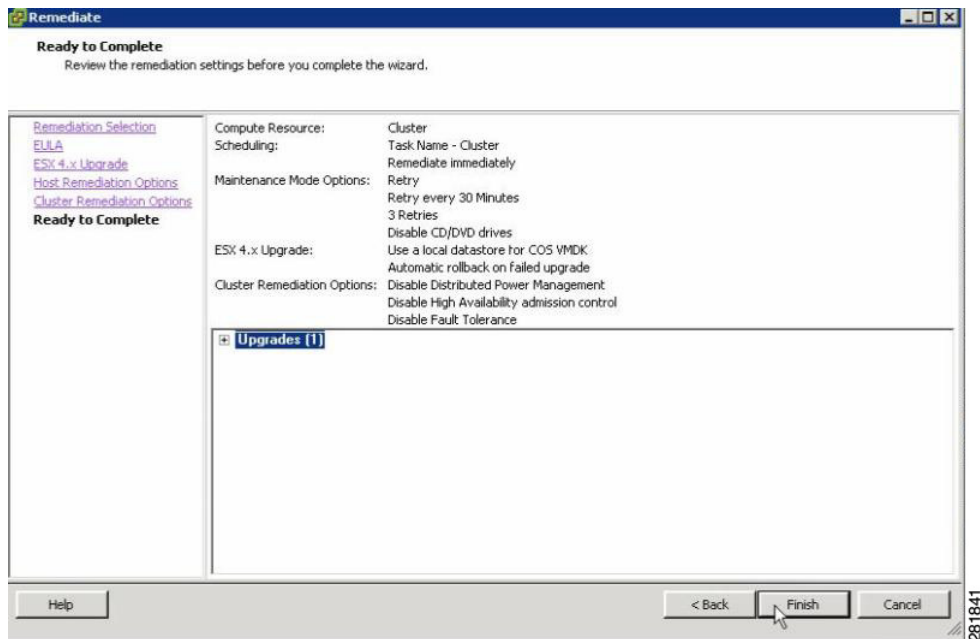 Remediate
Ready to Complete
Review the remediation settings before you complete the wizard.
Remediation Selection
EULA
ESX 4.x Upgrade
Host Remediation Options
Cluster Remediation Options
Ready to Complete
Compute Resource: Cluster
Scheduling: Task Name - Cluster
Remediate immediately
Maintenance Mode Options: Retry
Retry every 30 Minutes
3 Retries
Disable CD/DVD drives
ESX 4.x Upgrade: Use a local datastore for COS VMDK
Automatic rollback on failed upgrade
Cluster Remediation Options: Disable Distributed Power Management
Disable High Availability admission control
Disable Fault Tolerance
Upgrades (1)
Help
< Back
Finish
Cancel